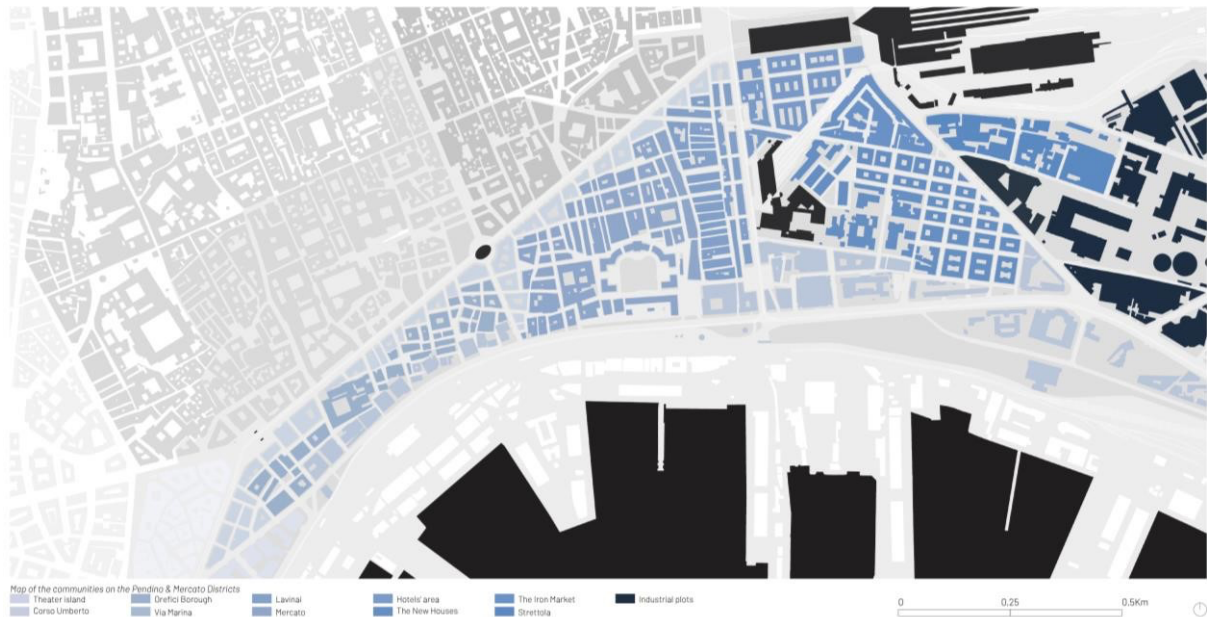 Map of the communities on the Pendino & Mercato Districts
Theater island
Corso Umberto
Orefici Borough
Via Marina
Lavinai
Mercato
Hotels' area
The New Houses
The Iron Market
Strettola
Industrial plots
0 0,25 0,5Km